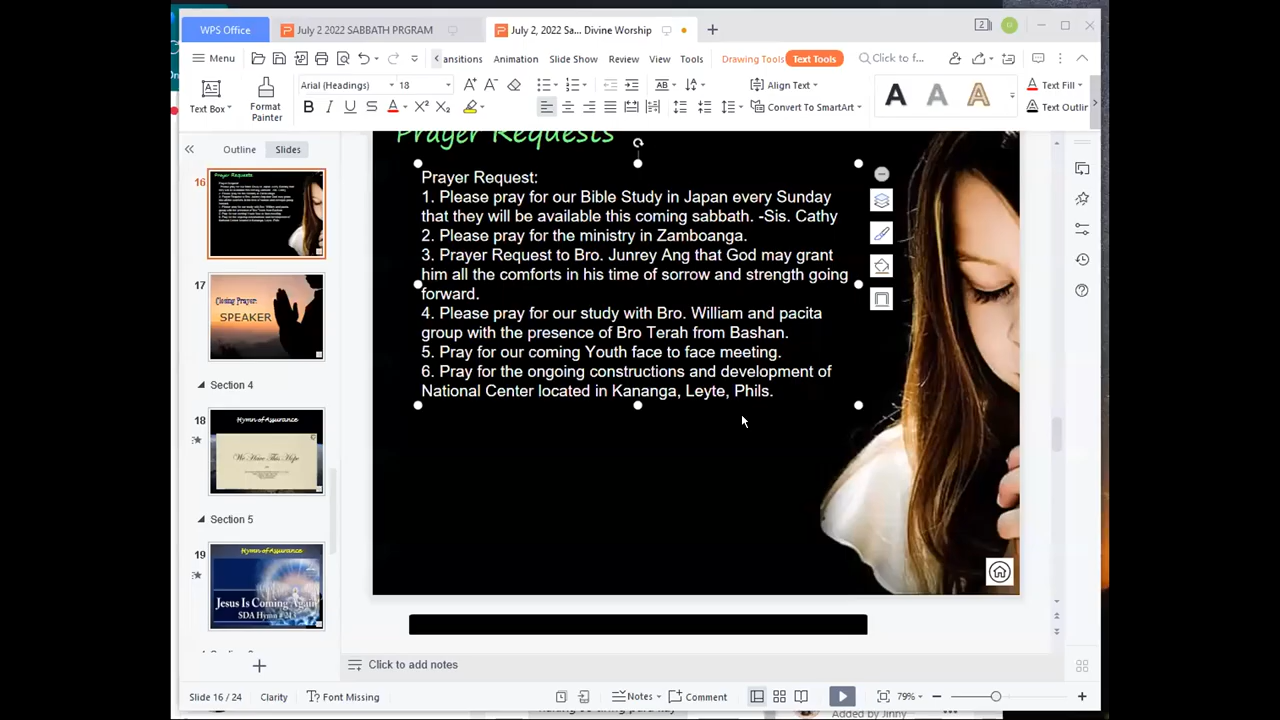 WPS Office
July 2 2022 SABBATH PRGRAM
July 2, 2022 Sa... Divine Worship
2
Menu
ansitions
Animation
Slide Show
Review
View
Tools
Drawing Tools
Text Tools
Click to f...
Text Box
Format
Painter
Arial (Headings)
18
Align Text
Convert To SmartArt
Text Fill
Text Outlin
Outline
Slides
16
Prayer Requests
17
Closing Prayer:
SPEAKER
Section 4
18
Hymn of Assurance
We Have This Hope
Section 5
19
Hymn of Assurance
Jesus Is Coming Again
SDA Hymn # 213
Prayer Requests
Prayer Request:
1. Please pray for our Bible Study in Japan every Sunday
that they will be available this coming sabbath. -Sis. Cathy
2. Please pray for the ministry in Zamboanga.
3. Prayer Request to Bro. Junrey Ang that God may grant
him all the comforts in his time of sorrow and strength going
forward.
4. Please pray for our study with Bro. William and pacita
group with the presence of Bro Terah from Bashan.
5. Pray for our coming Youth face to face meeting.
6. Pray for the ongoing constructions and development of
National Center located in Kananga, Leyte, Phils.
Click to add notes
Slide 16 / 24
Clarity
Font Missing
Notes
Comment
79%
Added by Jinny